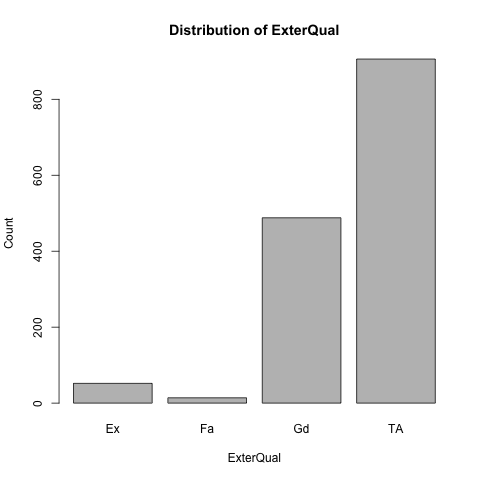 Distribution of ExterQual
Count
800
600
400
200
0
Ex Fa Gd TA
ExterQual